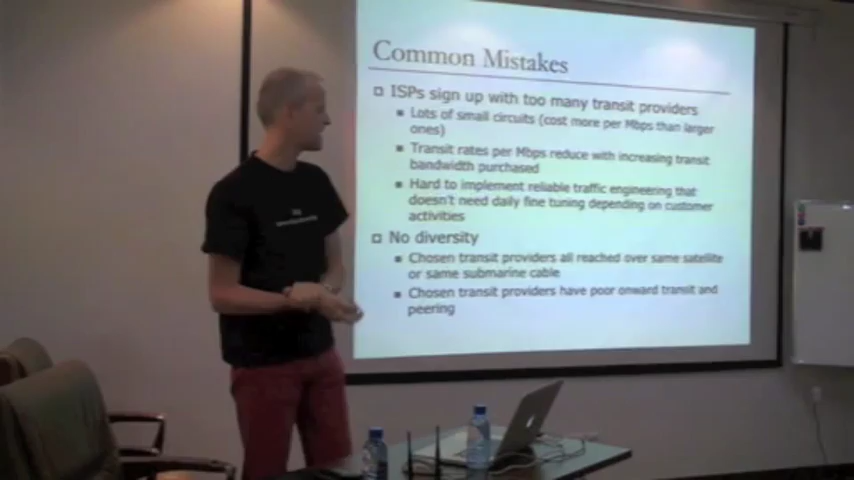 Common Mistakes
ISPs sign up with too many transit providers
Lots of small circuits (cost more per Mbps than larger
ones)
Transit rates per Mbps reduce with increasing transit
bandwidth purchased
Hard to implement reliable traffic engineering that
doesn't need daily fine tuning depending on customer
activities
No diversity
Chosen transit providers all reached over same satellite
or same submarine cable
Chosen transit providers have poor onward transit and
peering